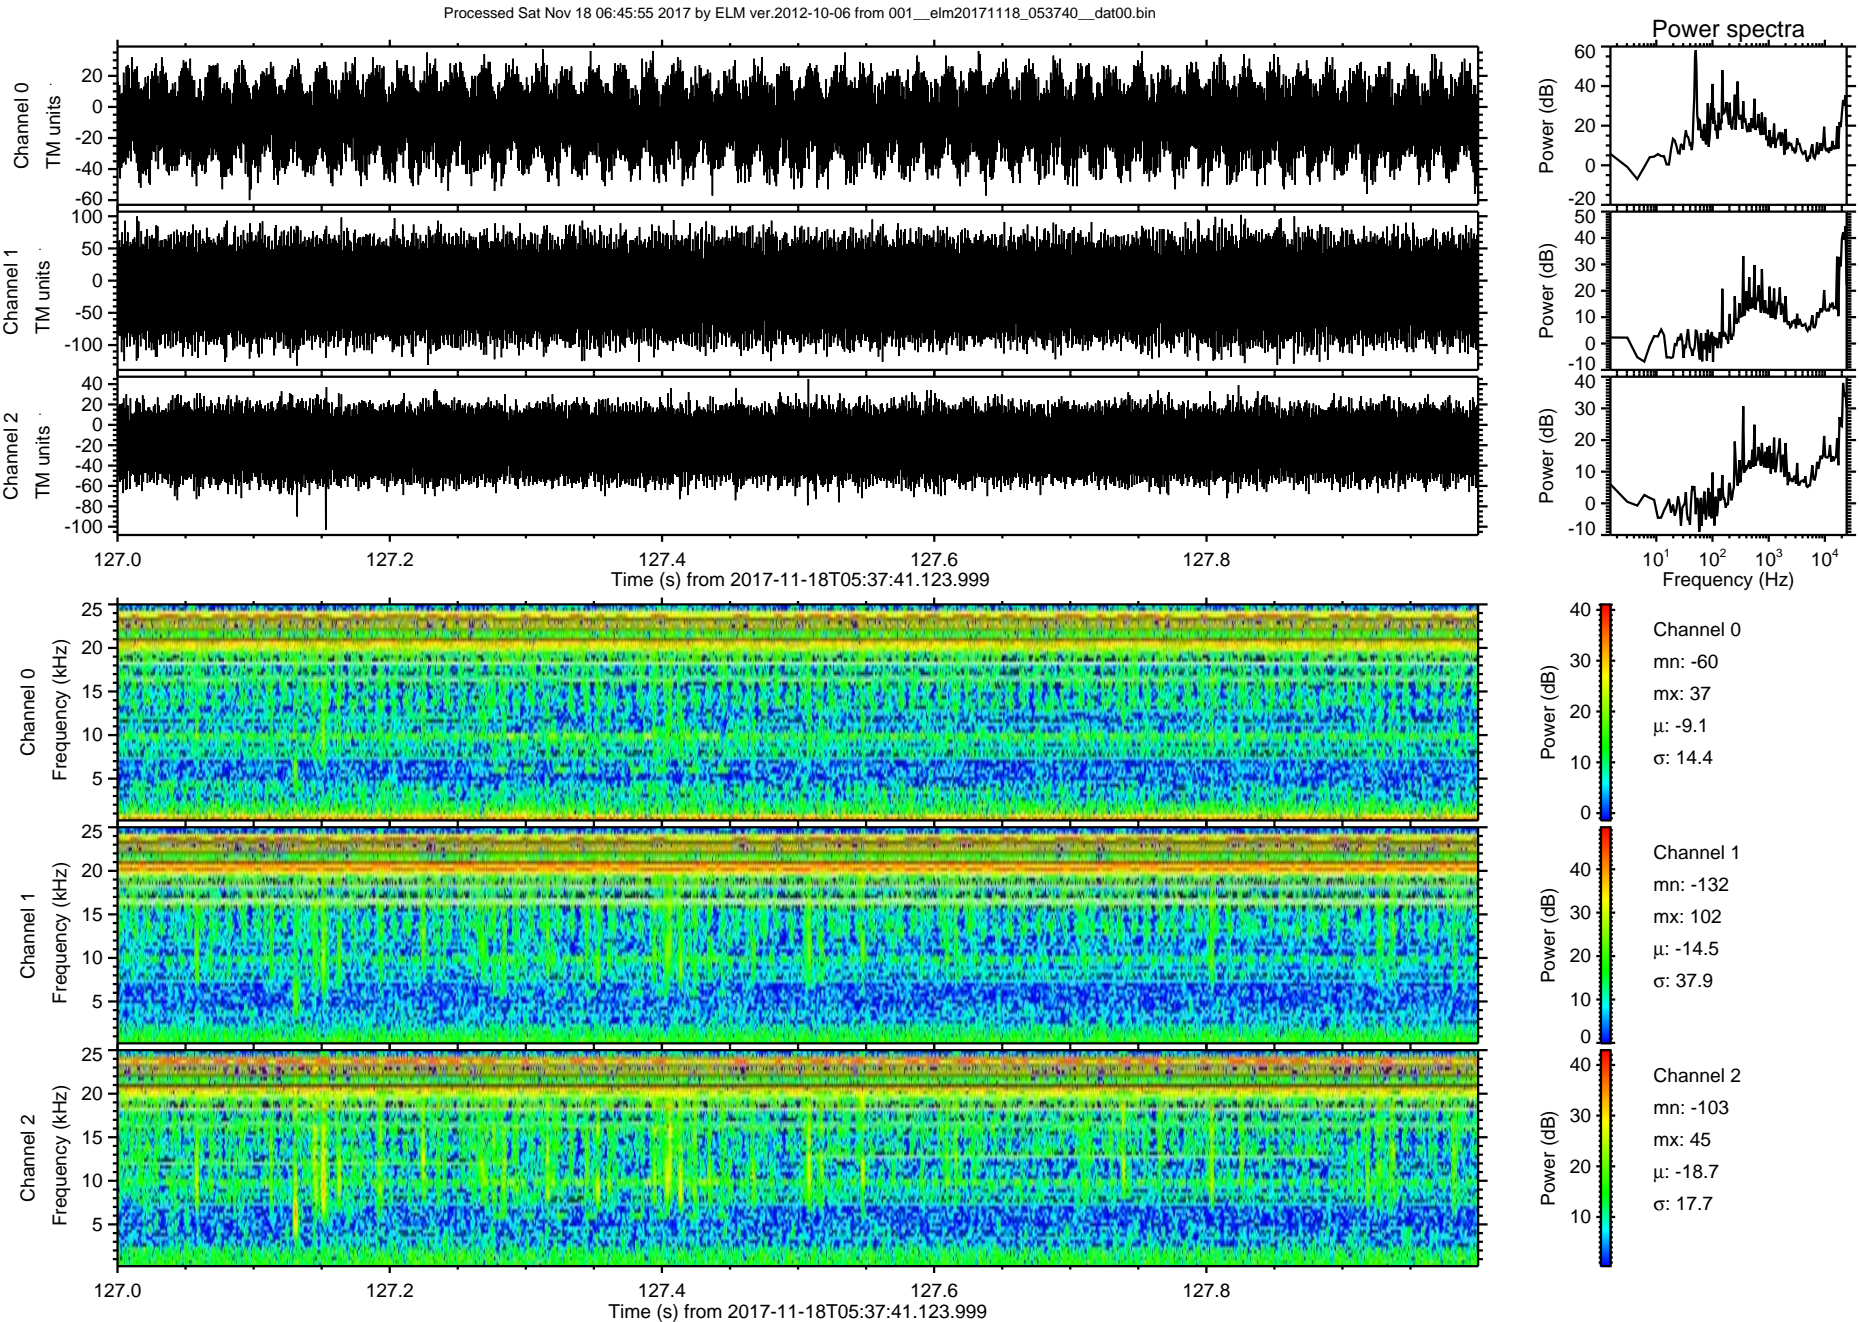 Processed Sat Nov 18 06:45:55 2017 by ELM ver.2012-10-06 from 001__elm20171118_053740__dat00.bin
Power spectra
Channel 0
TM units
20
0
-20
-40
-60
Power (dB)
60
40
20
0
-20
Channel 1
TM units
100
50
0
-50
-100
Power (dB)
50
40
30
20
10
0
-10
Channel 2
TM units
40
20
0
-20
-40
-60
-80
-100
Power (dB)
40
30
20
10
0
-10
127.0 127.2 127.4 127.6 127.8
Time (s) from 2017-11-18T05:37:41.123.999
10^1 10^2 10^3 10^4
Frequency (Hz)
Channel 0
Frequency (kHz)
25
20
15
10
5
Power (dB)
40
30
20
10
0
Channel 0
mn: -60
mx: 37
μ: -9.1
σ: 14.4
Channel 1
Frequency (kHz)
25
20
15
10
5
Power (dB)
40
30
20
10
0
Channel 1
mn: -132
mx: 102
μ: -14.5
σ: 37.9
Channel 2
Frequency (kHz)
25
20
15
10
5
Power (dB)
40
30
20
10
Channel 2
mn: -103
mx: 45
μ: -18.7
σ: 17.7
127.0 127.2 127.4 127.6 127.8
Time (s) from 2017-11-18T05:37:41.123.999